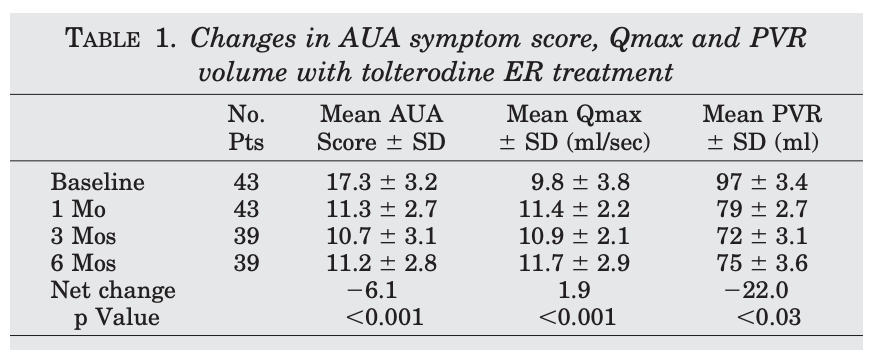 TABLE 1. Changes in AUA symptom score, Qmax and PVR
volume with tolterodine ER treatment
No. Mean AUA Mean Qmax Mean PVR
Pts Score ± SD ± SD (ml/sec) ± SD (ml)
Baseline 43 17.3 ± 3.2 9.8 ± 3.8 97 ± 3.4
1 Mo 43 11.3 ± 2.7 11.4 ± 2.2 79 ± 2.7
3 Mos 39 10.7 ± 3.1 10.9 ± 2.1 72 ± 3.1
6 Mos 39 11.2 ± 2.8 11.7 ± 2.9 75 ± 3.6
Net change −6.1 1.9 −22.0
p Value <0.001 <0.001 <0.03